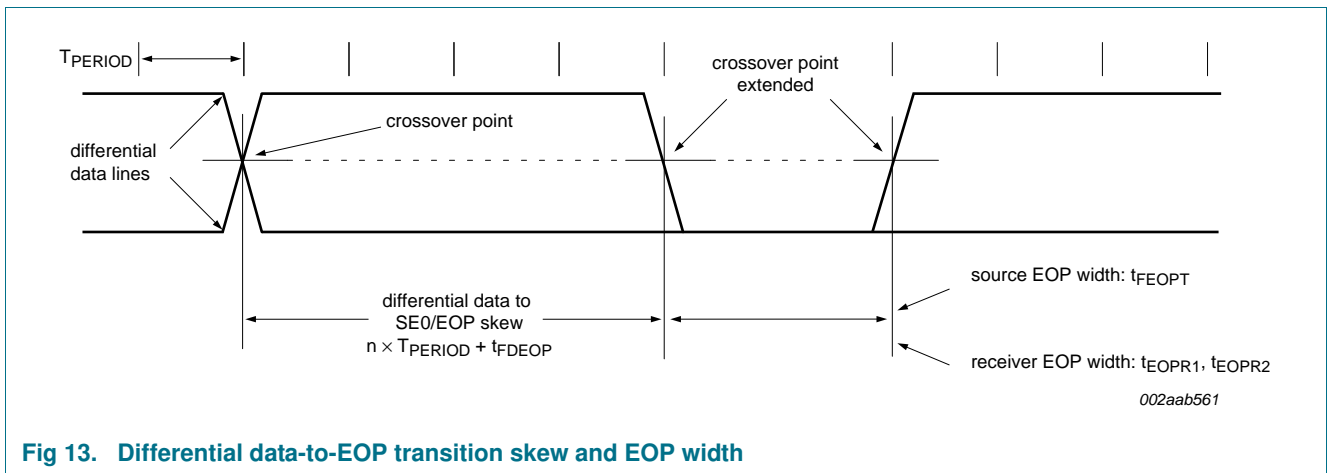 TPERIOD
crossover point
extended
crossover point
differential
data lines
differential data to
SE0/EOP skew
n × TPERIOD + tFDEOP
source EOP width: tFEOPT
receiver EOP width: tEOPR1, tEOPR2
002aab561
Fig 13. Differential data-to-EOP transition skew and EOP width